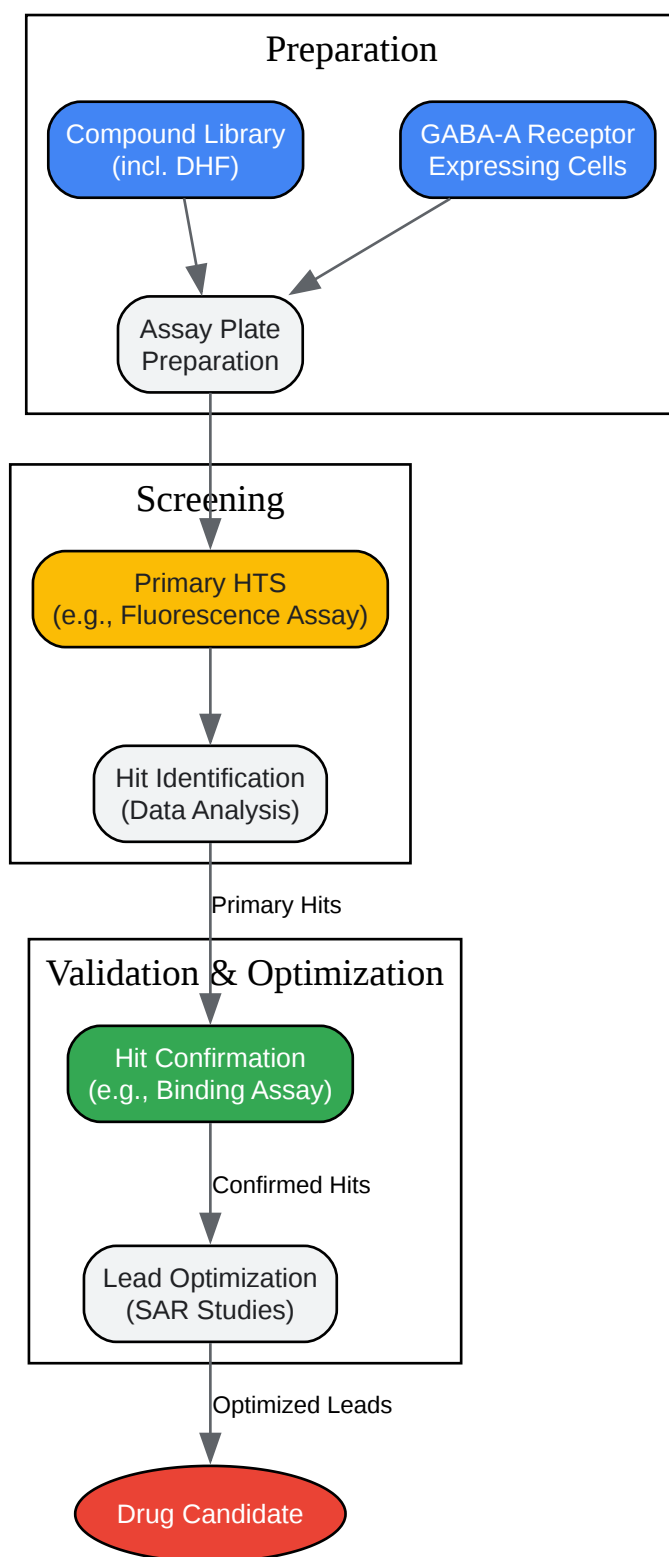 Preparation
Compound Library
(incl. DHF)
GABA-A Receptor
Expressing Cells
Assay Plate
Preparation
Screening
Primary HTS
(e.g., Fluorescence Assay)
Hit Identification
(Data Analysis)
Primary Hits
Validation & Optimization
Hit Confirmation
(e.g., Binding Assay)
Confirmed Hits
Lead Optimization
(SAR Studies)
Optimized Leads
Drug Candidate